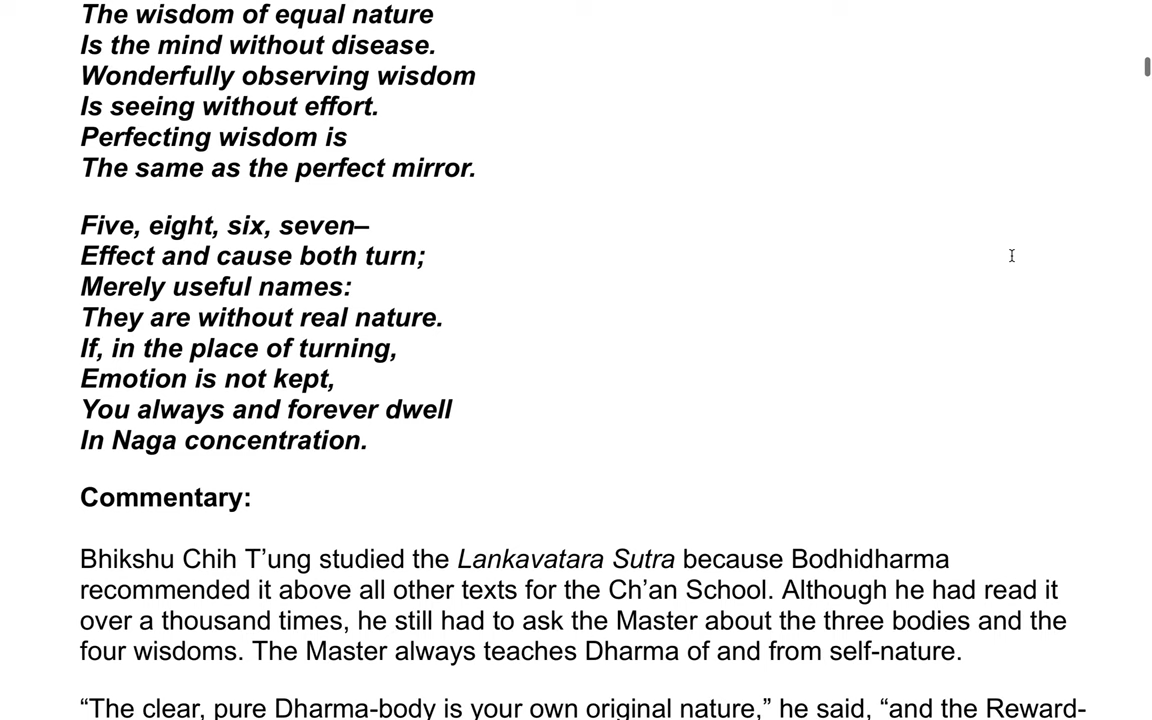 The wisdom of equal nature
Is the mind without disease.
Wonderfully observing wisdom
Is seeing without effort.
Perfecting wisdom is
The same as the perfect mirror.
Five, eight, six, seven–
Effect and cause both turn;
Merely useful names:
They are without real nature.
If, in the place of turning,
Emotion is not kept,
You always and forever dwell
In Naga concentration.
Commentary:
Bhikshu Chih T’ung studied the Lankavatara Sutra because Bodhidharma
recommended it above all other texts for the Ch’an School. Although he had read it
over a thousand times, he still had to ask the Master about the three bodies and the
four wisdoms. The Master always teaches Dharma of and from self-nature.
“The clear, pure Dharma-body is your own original nature,” he said, “and the Reward-